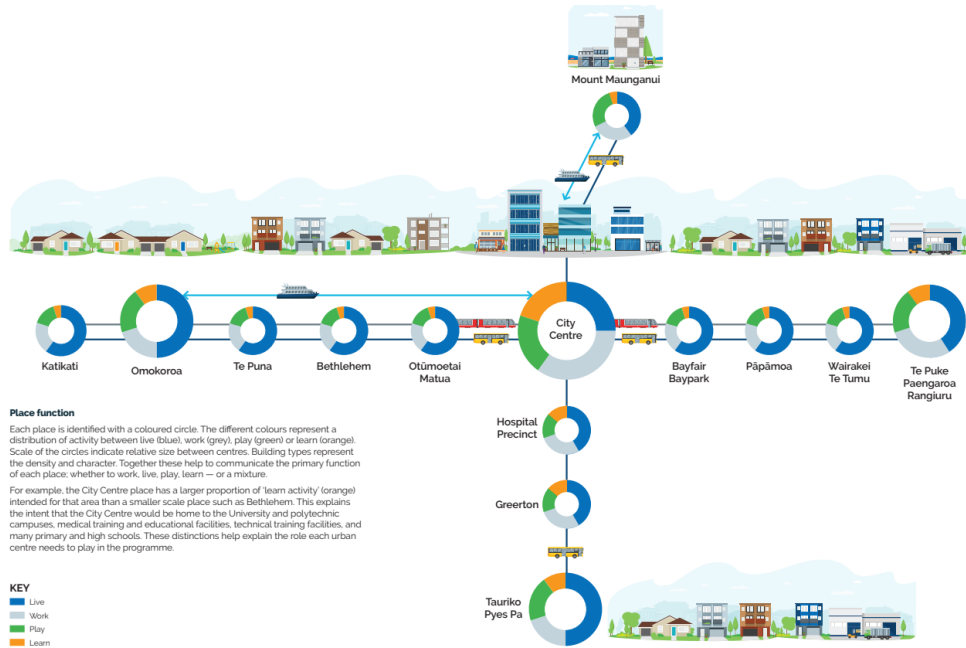 Mount Maunganui
City
Centre
Katikati
Omokoroa
Te Puna
Bethlehem
Otūmoetai
Matua
Bayfair
Baypark
Pāpāmoa
Wairakei
Te Tumu
Te Puke
Paengaroa
Rangiuru
Hospital
Precinct
Greerton
Tauriko
Pyes Pa
Place function
Each place is identified with a coloured circle. The different colours represent a
distribution of activity between live (blue), work (grey), play (green) or learn (orange).
Scale of the circles indicate relative size between centres. Building types represent
the density and character. Together these help to communicate the primary function
of each place; whether to work, live, play, learn — or a mixture.
For example, the City Centre place has a larger proportion of 'learn activity' (orange)
intended for that area than a smaller scale place such as Bethlehem. This explains
the intent that the City Centre would be home to the University and polytechnic
campuses, medical training and educational facilities, technical training facilities, and
many primary and high schools. These distinctions help explain the role each urban
centre needs to play in the programme.
KEY
Live
Work
Play
Learn